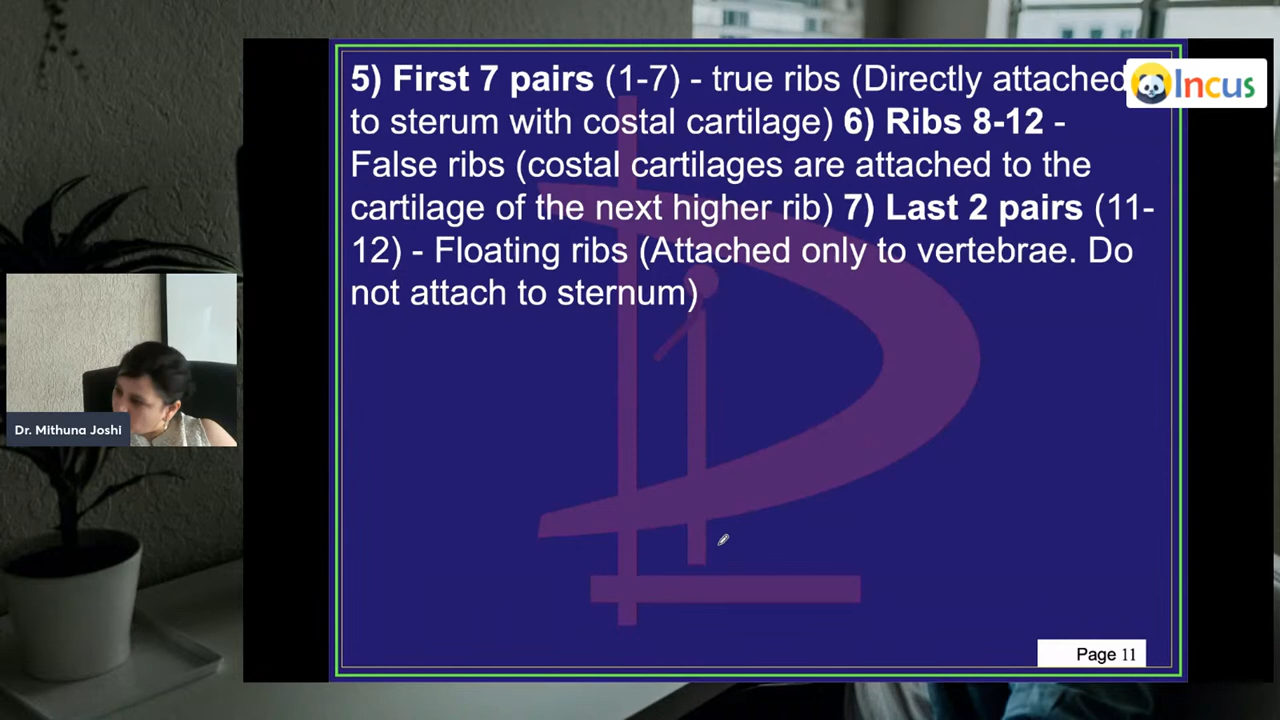 5) First 7 pairs (1-7) - true ribs (Directly attached
to sterum with costal cartilage) 6) Ribs 8-12 -
False ribs (costal cartilages are attached to the
cartilage of the next higher rib) 7) Last 2 pairs (11-
12) - Floating ribs (Attached only to vertebrae. Do
not attach to sternum)
Incus
Dr. Mithuna Joshi
Page 11